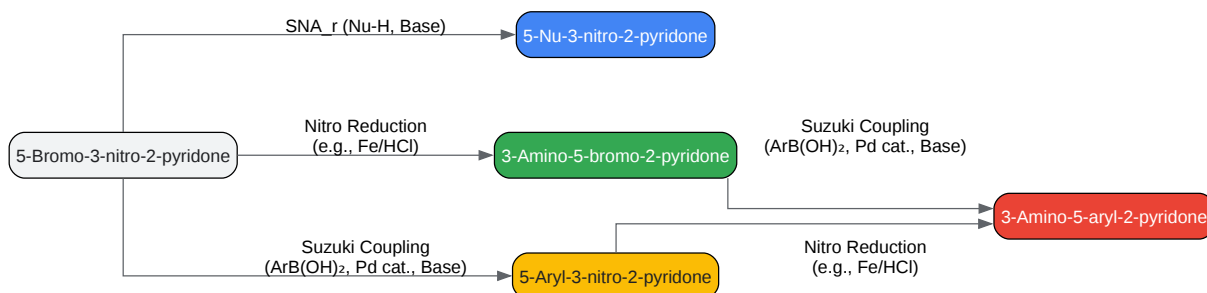 SNA_r (Nu-H, Base)
5-Nu-3-nitro-2-pyridone
5-Bromo-3-nitro-2-pyridone
Nitro Reduction
(e.g., Fe/HCl)
3-Amino-5-bromo-2-pyridone
Suzuki Coupling
(ArB(OH)₂, Pd cat., Base)
3-Amino-5-aryl-2-pyridone
Suzuki Coupling
(ArB(OH)₂, Pd cat., Base)
5-Aryl-3-nitro-2-pyridone
Nitro Reduction
(e.g., Fe/HCl)